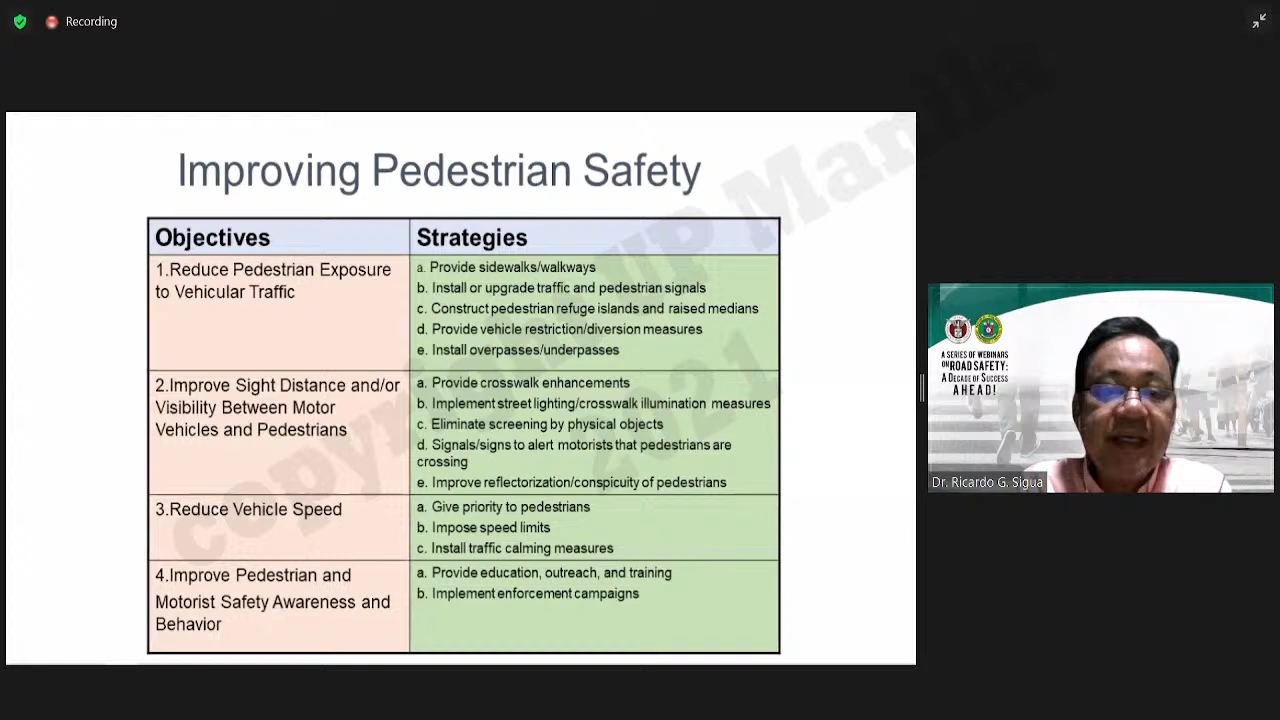 Recording
Improving Pedestrian Safety
Objectives
Strategies
1.Reduce Pedestrian Exposure
to Vehicular Traffic
a. Provide sidewalks/walkways
b. Install or upgrade traffic and pedestrian signals
c. Construct pedestrian refuge islands and raised medians
d. Provide vehicle restriction/diversion measures
e. Install overpasses/underpasses
2.Improve Sight Distance and/or
Visibility Between Motor
Vehicles and Pedestrians
a. Provide crosswalk enhancements
b. Implement street lighting/crosswalk illumination measures
c. Eliminate screening by physical objects
d. Signals/signs to alert motorists that pedestrians are
crossing
e. Improve reflectorization/conspicuity of pedestrians
3.Reduce Vehicle Speed
a. Give priority to pedestrians
b. Impose speed limits
c. Install traffic calming measures
4.Improve Pedestrian and
Motorist Safety Awareness and
Behavior
a. Provide education, outreach, and training
b. Implement enforcement campaigns
copyright UP Manila
2021
A SERIES OF WEBINARS
ON ROAD SAFETY:
A DECADE OF SUCCESS
AHEAD!
Dr. Ricardo G. Sigua